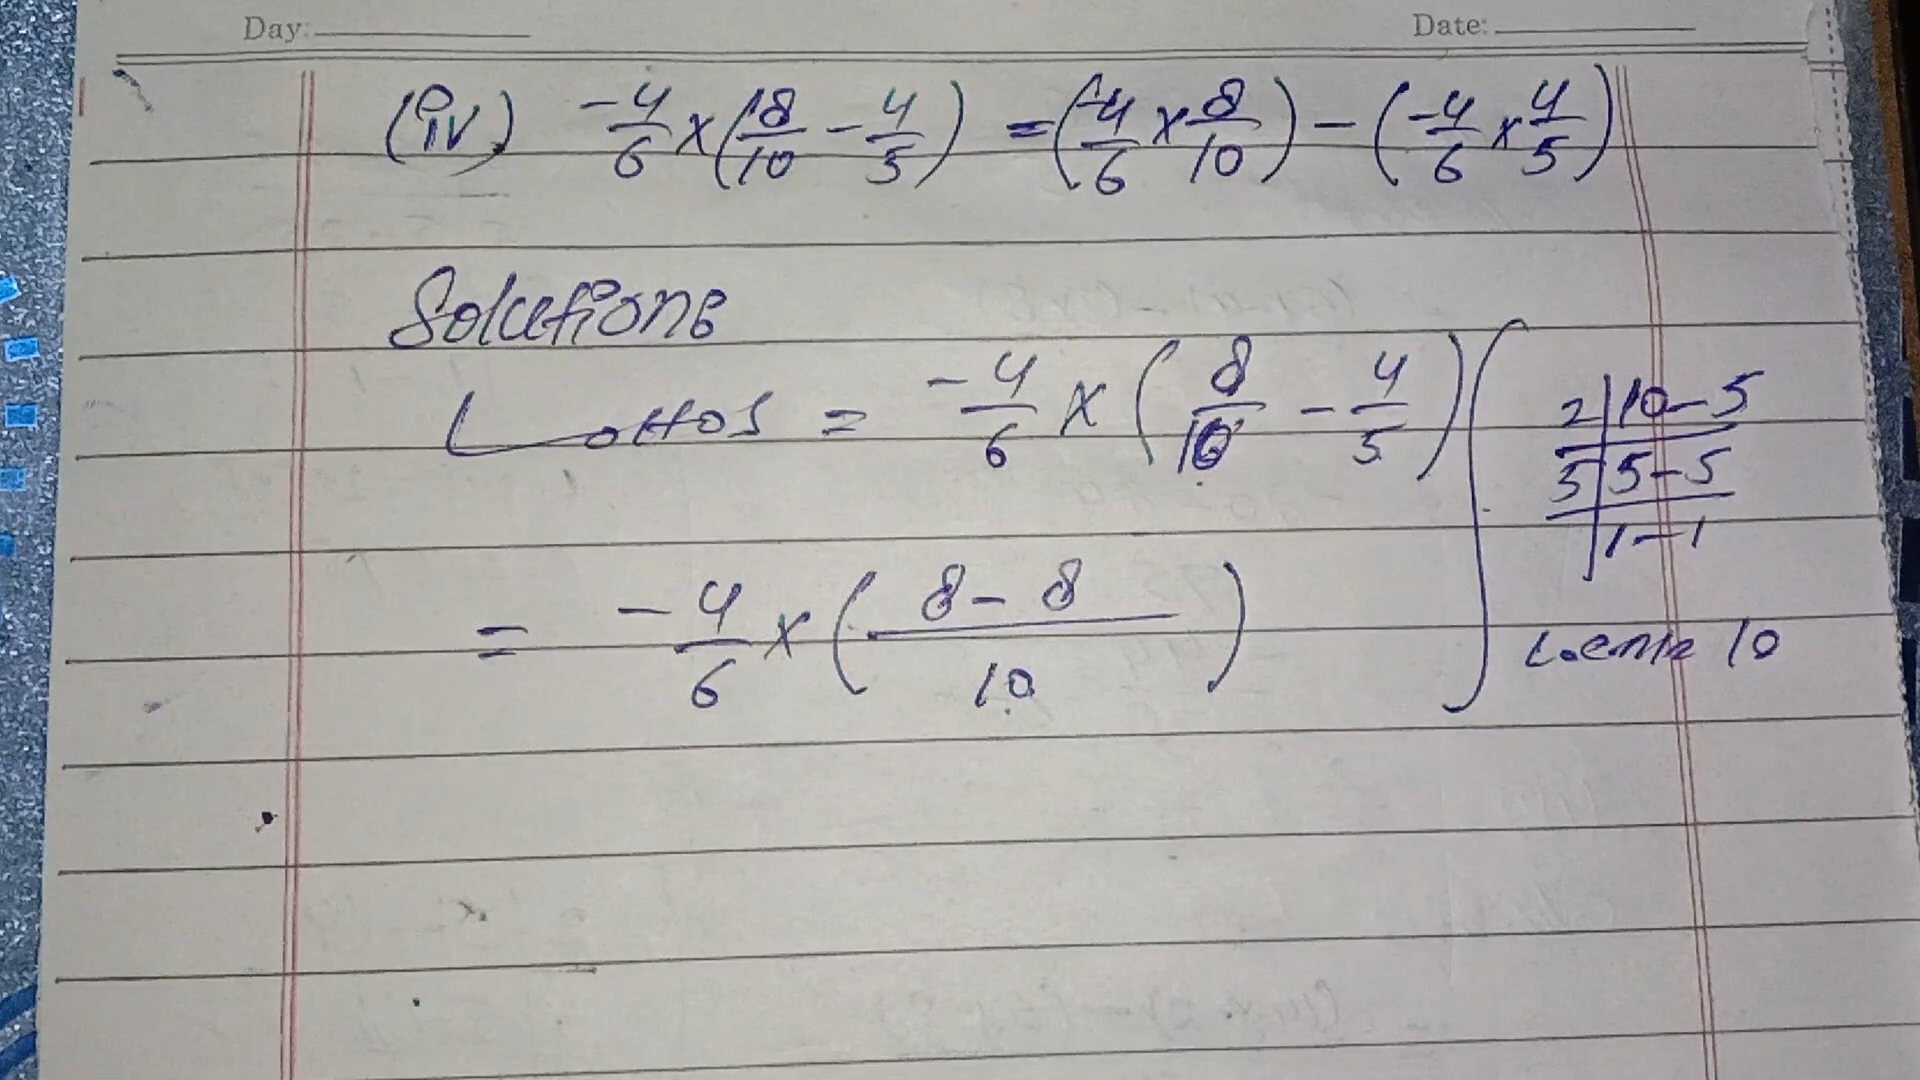 Day: Date:
(iv) -4/6 × (8/10 - 4/5) = (-4/6 × 8/10) - (-4/6 × 4/5)
Solution:
L.H.S = -4/6 × (8/10 - 4/5)
2 | 10 - 5
5 | 5 - 5
1 - 1
= -4/6 × (8 - 8 / 10)
L.C.M = 10